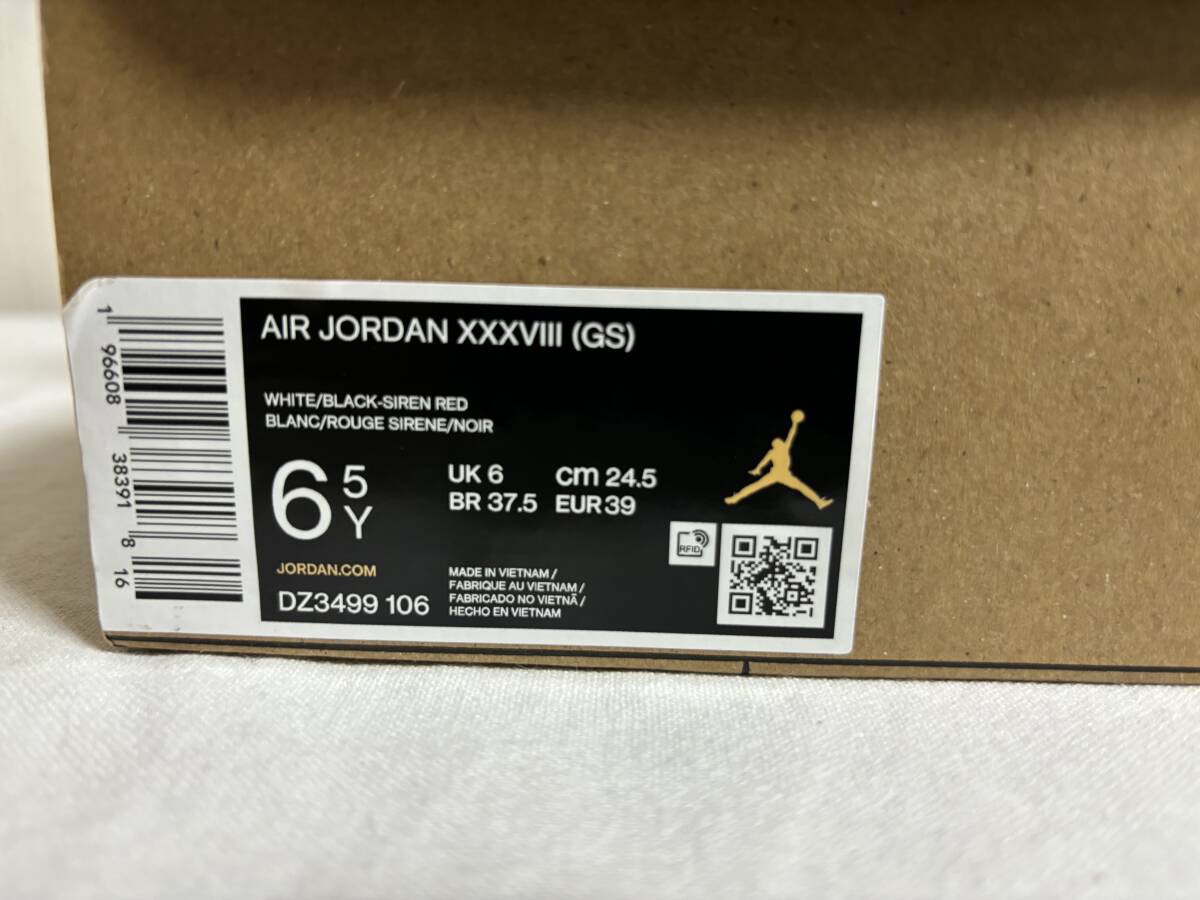 AIR JORDAN XXXVIII (GS)
WHITE/BLACK-SIREN RED
BLANC/ROUGE SIRENE/NOIR
6 5 Y
UK 6 cm 24.5
BR 37.5 EUR 39
JORDAN.COM
DZ3499 106
MADE IN VIETNAM /
FABRIQUE AU VIETNAM /
FABRICADO NO VIETNÃ /
HECHO EN VIETNAM
RFID
1 96608 38391 8 16